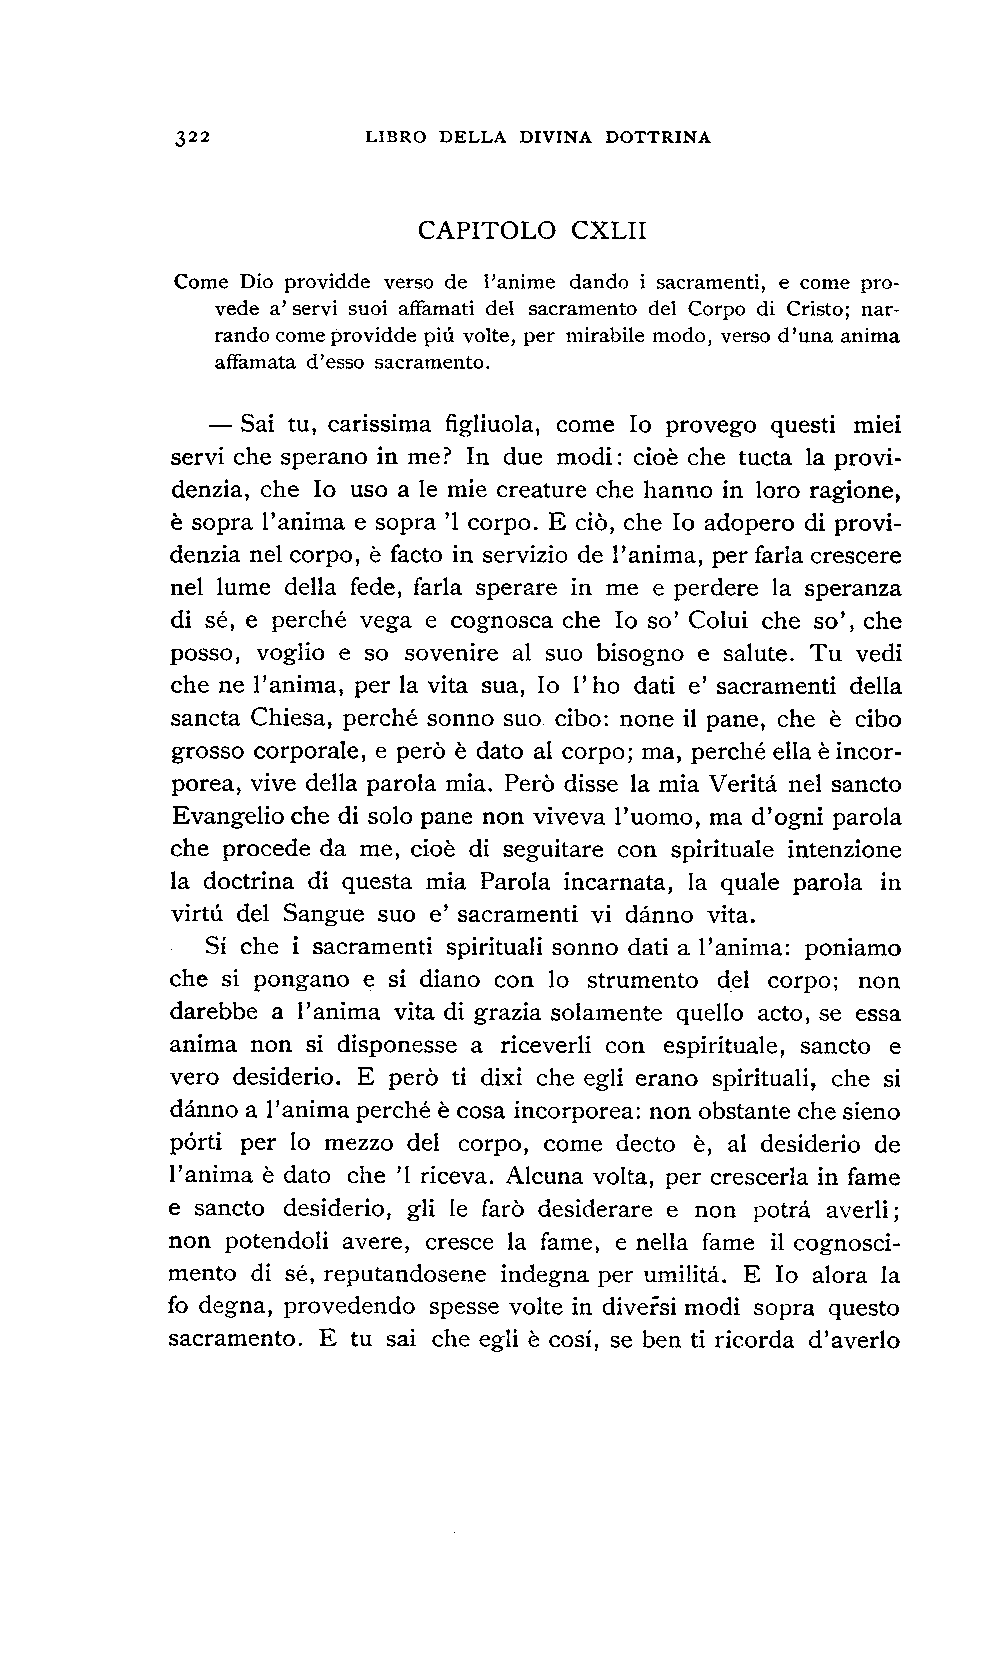 322 LIBRO DELLA DIVINA DOTTRINA
CAPITOLO CXLII
Come Dio providde verso de l'anime dando i sacramenti, e come pro-
vede a' servi suoi affamati del sacramento del Corpo di Cristo; nar-
rando come providde piú volte, per mirabile modo, verso d'una anima
affamata d'esso sacramento.
— Sai tu, carissima figliuola, come Io provego questi miei
servi che sperano in me? In due modi: cioè che tucta la provi-
denzia, che Io uso a le mie creature che hanno in loro ragione,
è sopra l'anima e sopra 'l corpo. E ciò, che Io adopero di provi-
denzia nel corpo, è facto in servizio de l'anima, per farla crescere
nel lume della fede, farla sperare in me e perdere la speranza
di sé, e perché vega e cognosca che Io so' Colui che so', che
posso, voglio e so sovenire al suo bisogno e salute. Tu vedi
che ne l'anima, per la vita sua, Io l'ho dati e' sacramenti della
sancta Chiesa, perché sonno suo cibo: none il pane, che è cibo
grosso corporale, e però è dato al corpo; ma, perché ella è incor-
porea, vive della parola mia. Però disse la mia Veritá nel sancto
Evangelio che di solo pane non viveva l'uomo, ma d'ogni parola
che procede da me, cioè di seguitare con spirituale intenzione
la doctrina di questa mia Parola incarnata, la quale parola in
virtú del Sangue suo e' sacramenti vi dánno vita.
Sí che i sacramenti spirituali sonno dati a l'anima: poniamo
che si pongano e si diano con lo strumento del corpo; non
darebbe a l'anima vita di grazia solamente quello acto, se essa
anima non si disponesse a riceverli con espirituale, sancto e
vero desiderio. E però ti dixi che egli erano spirituali, che si
dánno a l'anima perché è cosa incorporea: non obstante che sieno
pórti per lo mezzo del corpo, come decto è, al desiderio de
l'anima è dato che 'l riceva. Alcuna volta, per crescerla in fame
e sancto desiderio, gli le farò desiderare e non potrá averli;
non potendoli avere, cresce la fame, e nella fame il cognosci-
mento di sé, reputandosene indegna per umilitá. E Io alora la
fo degna, provedendo spesse volte in diversi modi sopra questo
sacramento. E tu sai che egli è cosí, se ben ti ricorda d'averlo